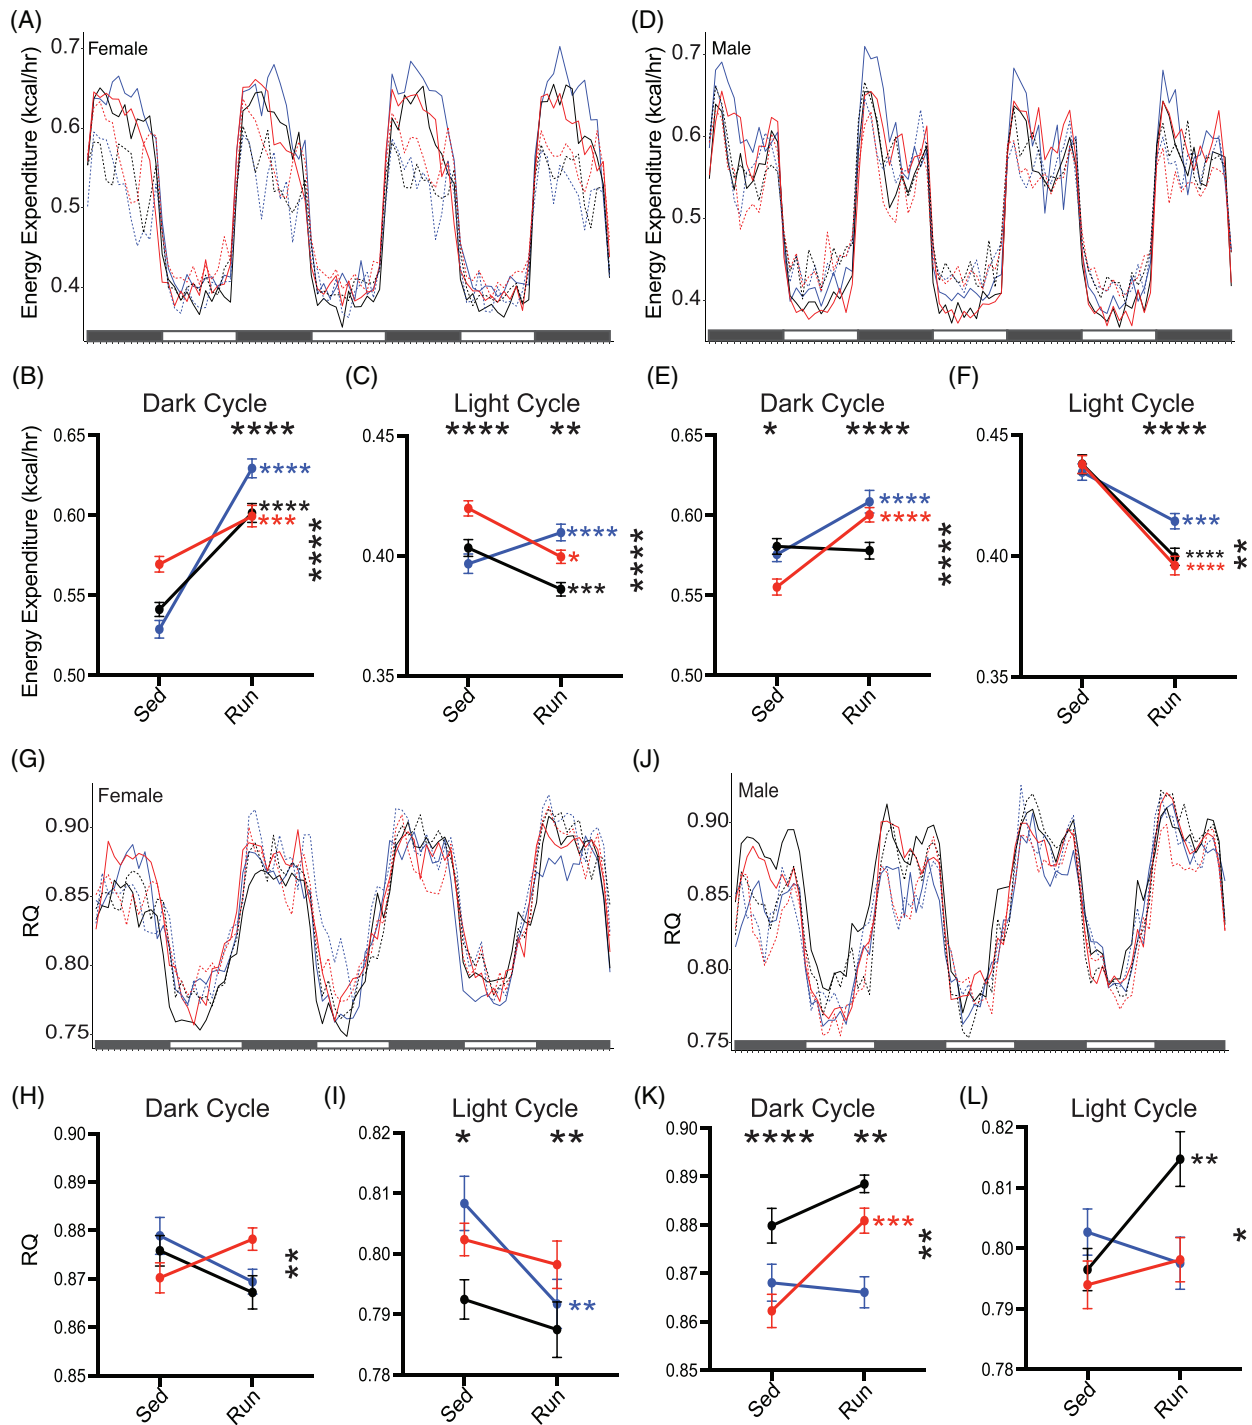 (A)
Female
Energy Expenditure (kcal/hr)
0.7
0.6
0.5
0.4
(D)
Male
Energy Expenditure (kcal/hr)
0.7
0.6
0.5
0.4
(B)
Dark Cycle
****
Energy Expenditure (kcal/hr)
0.65
0.60
0.55
0.50
****
****
***
****
Sed
Run
(C)
Light Cycle
**** **
0.45
0.40
0.35
****
*
***
****
Sed
Run
(E)
Dark Cycle
* ****
0.65
0.60
0.55
0.50
****
****
****
Sed
Run
(F)
Light Cycle
****
0.45
0.40
0.35
***
****
****
**
Sed
Run
(G)
Female
RQ
0.90
0.85
0.80
0.75
(J)
Male
RQ
0.90
0.85
0.80
0.75
(H)
Dark Cycle
RQ
0.90
0.89
0.88
0.87
0.86
0.85
**
Sed
Run
(I)
Light Cycle
* **
0.82
0.81
0.80
0.79
0.78
**
Sed
Run
(K)
Dark Cycle
**** **
0.90
0.89
0.88
0.87
0.86
0.85
***
**
Sed
Run
(L)
Light Cycle
0.82
0.81
0.80
0.79
0.78
**
*
Sed
Run